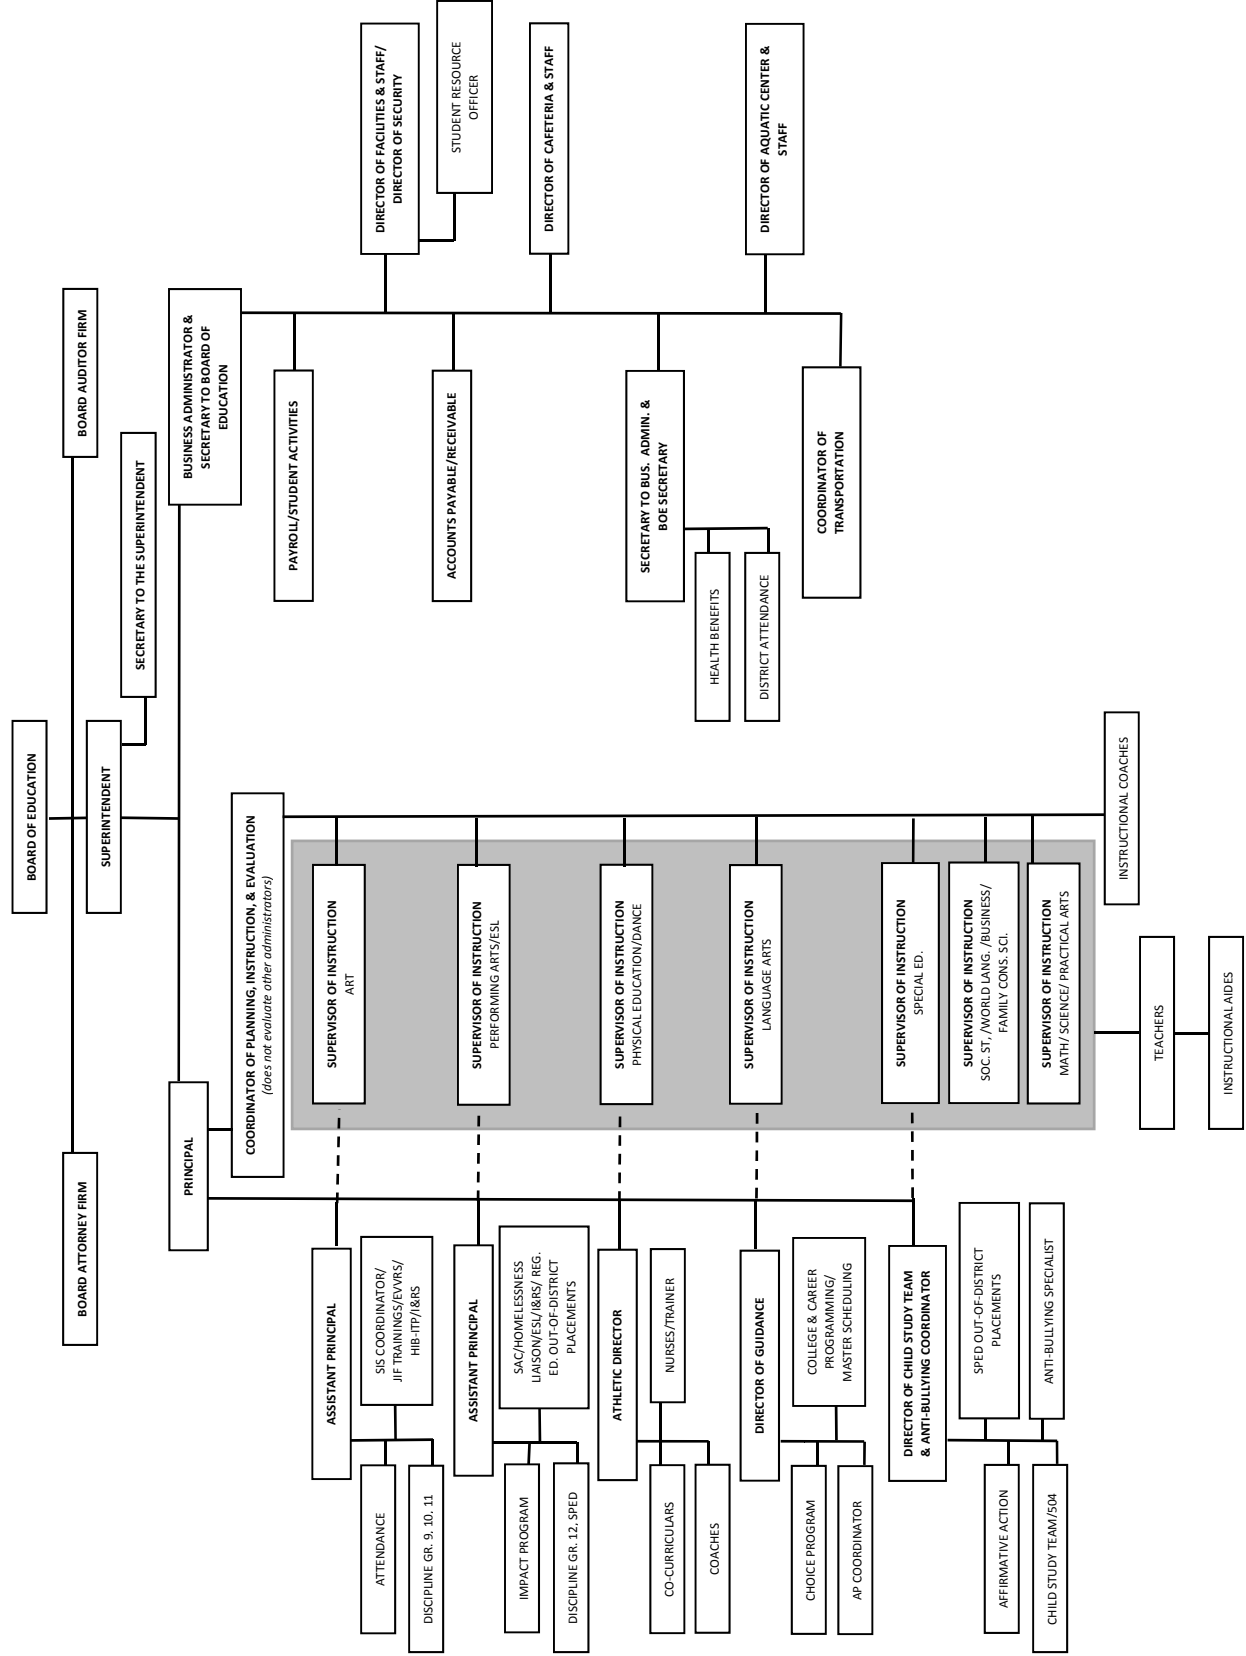 BOARD OF EDUCATION
BOARD ATTORNEY FIRM
BOARD AUDITOR FIRM
SUPERINTENDENT
SECRETARY TO THE SUPERINTENDENT
PRINCIPAL
BUSINESS ADMINISTRATOR &
SECRETARY TO BOARD OF
EDUCATION
COORDINATOR OF PLANNING, INSTRUCTION, & EVALUATION
(does not evaluate other administrators)
ASSISTANT PRINCIPAL
SIS COORDINATOR/
JIF TRAININGS/EVVRS/
HIB-ITP/I&RS
ATTENDANCE
DISCIPLINE GR. 9, 10, 11
ASSISTANT PRINCIPAL
SAC/HOMELESSNESS
LIAISON/ESL/I&RS/ REG.
ED. OUT-OF-DISTRICT
PLACEMENTS
IMPACT PROGRAM
DISCIPLINE GR. 12, SPED
ATHLETIC DIRECTOR
NURSES/TRAINER
CO-CURRICULARS
COACHES
DIRECTOR OF GUIDANCE
COLLEGE & CAREER
PROGRAMMING/
MASTER SCHEDULING
CHOICE PROGRAM
AP COORDINATOR
DIRECTOR OF CHILD STUDY TEAM
& ANTI-BULLYING COORDINATOR
SPED OUT-OF-DISTRICT
PLACEMENTS
ANTI-BULLYING SPECIALIST
AFFIRMATIVE ACTION
CHILD STUDY TEAM/504
SUPERVISOR OF INSTRUCTION
ART
SUPERVISOR OF INSTRUCTION
PERFORMING ARTS/ESL
SUPERVISOR OF INSTRUCTION
PHYSICAL EDUCATION/DANCE
SUPERVISOR OF INSTRUCTION
LANGUAGE ARTS
SUPERVISOR OF INSTRUCTION
SPECIAL ED.
SUPERVISOR OF INSTRUCTION
SOC. ST, /WORLD LANG. /BUSINESS/
FAMILY CONS. SCI.
SUPERVISOR OF INSTRUCTION
MATH/ SCIENCE/ PRACTICAL ARTS
INSTRUCTIONAL COACHES
TEACHERS
INSTRUCTIONAL AIDES
PAYROLL/STUDENT ACTIVITIES
DIRECTOR OF FACILITIES & STAFF/
DIRECTOR OF SECURITY
STUDENT RESOURCE
OFFICER
ACCOUNTS PAYABLE/RECEIVABLE
DIRECTOR OF CAFETERIA & STAFF
SECRETARY TO BUS. ADMIN. &
BOE SECRETARY
HEALTH BENEFITS
DISTRICT ATTENDANCE
DIRECTOR OF AQUATIC CENTER &
STAFF
COORDINATOR OF
TRANSPORTATION